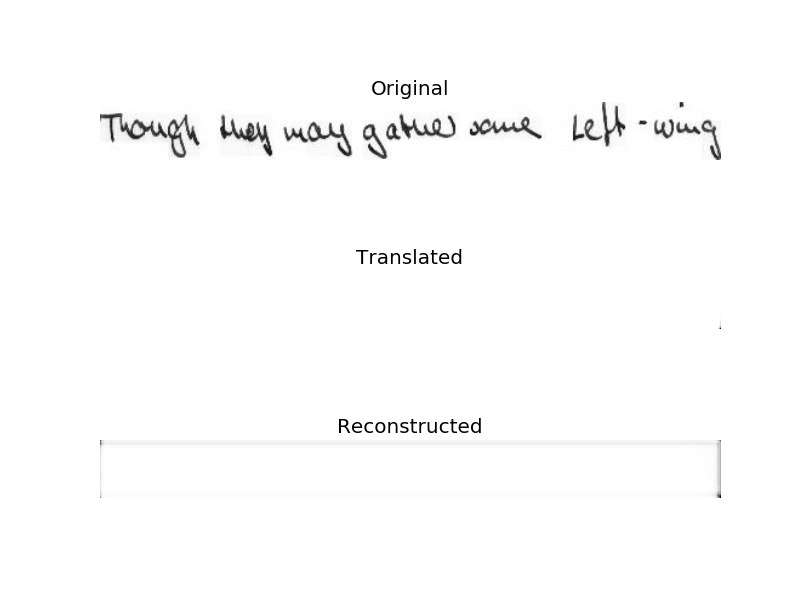 Original
Though they may gather some Left-wing
Translated
Reconstructed